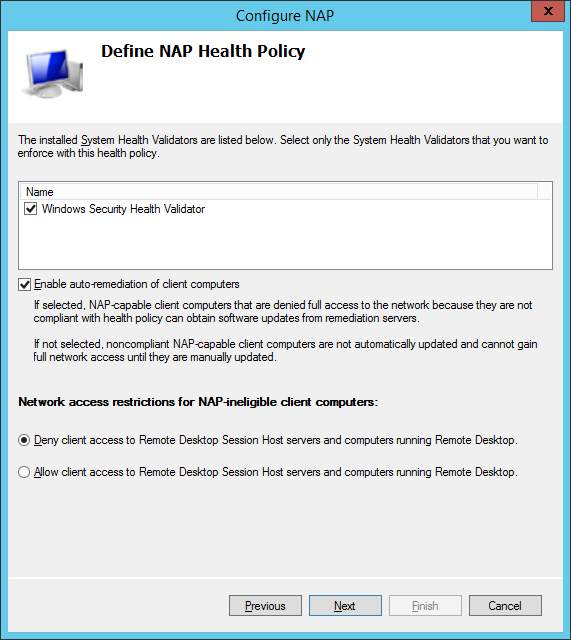 Configure NAP
x
Define NAP Health Policy
The installed System Health Validators are listed below. Select only the System Health Validators that you want to
enforce with this health policy.
Name
Windows Security Health Validator
Enable auto-remediation of client computers
If selected, NAP-capable client computers that are denied full access to the network because they are not
compliant with health policy can obtain software updates from remediation servers.
If not selected, noncompliant NAP-capable client computers are not automatically updated and cannot gain
full network access until they are manually updated.
Network access restrictions for NAP-ineligible client computers:
Deny client access to Remote Desktop Session Host servers and computers running Remote Desktop.
Allow client access to Remote Desktop Session Host servers and computers running Remote Desktop.
Previous
Next
Finish
Cancel